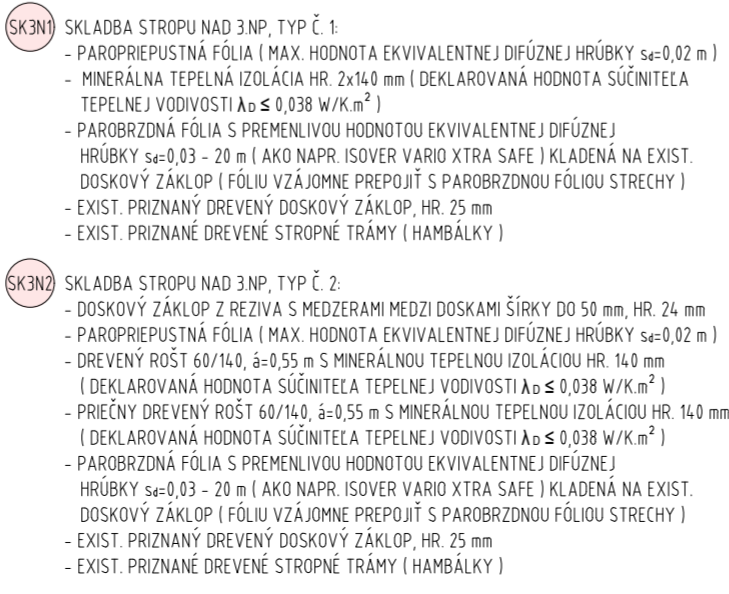 SK3N1 SKLADBA STROPU NAD 3.NP, TYP Č. 1:
- PAROPRIEPUSTNÁ FÓLIA ( MAX. HODNOTA EKVIVALENTNEJ DIFÚZNEJ HRÚBKY sd=0,02 m )
- MINERÁLNA TEPELNÁ IZOLÁCIA HR. 2x140 mm ( DEKLAROVANÁ HODNOTA SÚČINITEĽA
TEPELNEJ VODIVOSTI λD ≤ 0,038 W/K.m² )
- PAROBRZDNÁ FÓLIA S PREMENLIVOU HODNOTOU EKVIVALENTNEJ DIFÚZNEJ
HRÚBKY sd=0,03 - 20 m ( AKO NAPR. ISOVER VARIO XTRA SAFE ) KLADENÁ NA EXIST.
DOSKOVÝ ZÁKLOP ( FÓLIU VZÁJOMNE PREPOJIŤ S PAROBRZDNOU FÓLIOU STRECHY )
- EXIST. PRIZNANÝ DREVENÝ DOSKOVÝ ZÁKLOP, HR. 25 mm
- EXIST. PRIZNANÉ DREVENÉ STROPNÉ TRÁMY ( HAMBÁLKY )
SK3N2 SKLADBA STROPU NAD 3.NP, TYP Č. 2:
- DOSKOVÝ ZÁKLOP Z REZIVA S MEDZERAMI MEDZI DOSKAMI ŠÍRKY DO 50 mm, HR. 24 mm
- PAROPRIEPUSTNÁ FÓLIA ( MAX. HODNOTA EKVIVALENTNEJ DIFÚZNEJ HRÚBKY sd=0,02 m )
- DREVENÝ ROŠT 60/140, á=0,55 m S MINERÁLNOU TEPELNOU IZOLÁCIOU HR. 140 mm
( DEKLAROVANÁ HODNOTA SÚČINITEĽA TEPELNEJ VODIVOSTI λD ≤ 0,038 W/K.m² )
- PRIEČNY DREVENÝ ROŠT 60/140, á=0,55 m S MINERÁLNOU TEPELNOU IZOLÁCIOU HR. 140 mm
( DEKLAROVANÁ HODNOTA SÚČINITEĽA TEPELNEJ VODIVOSTI λD ≤ 0,038 W/K.m² )
- PAROBRZDNÁ FÓLIA S PREMENLIVOU HODNOTOU EKVIVALENTNEJ DIFÚZNEJ
HRÚBKY sd=0,03 - 20 m ( AKO NAPR. ISOVER VARIO XTRA SAFE ) KLADENÁ NA EXIST.
DOSKOVÝ ZÁKLOP ( FÓLIU VZÁJOMNE PREPOJIŤ S PAROBRZDNOU FÓLIOU STRECHY )
- EXIST. PRIZNANÝ DREVENÝ DOSKOVÝ ZÁKLOP, HR. 25 mm
- EXIST. PRIZNANÉ DREVENÉ STROPNÉ TRÁMY ( HAMBÁLKY )